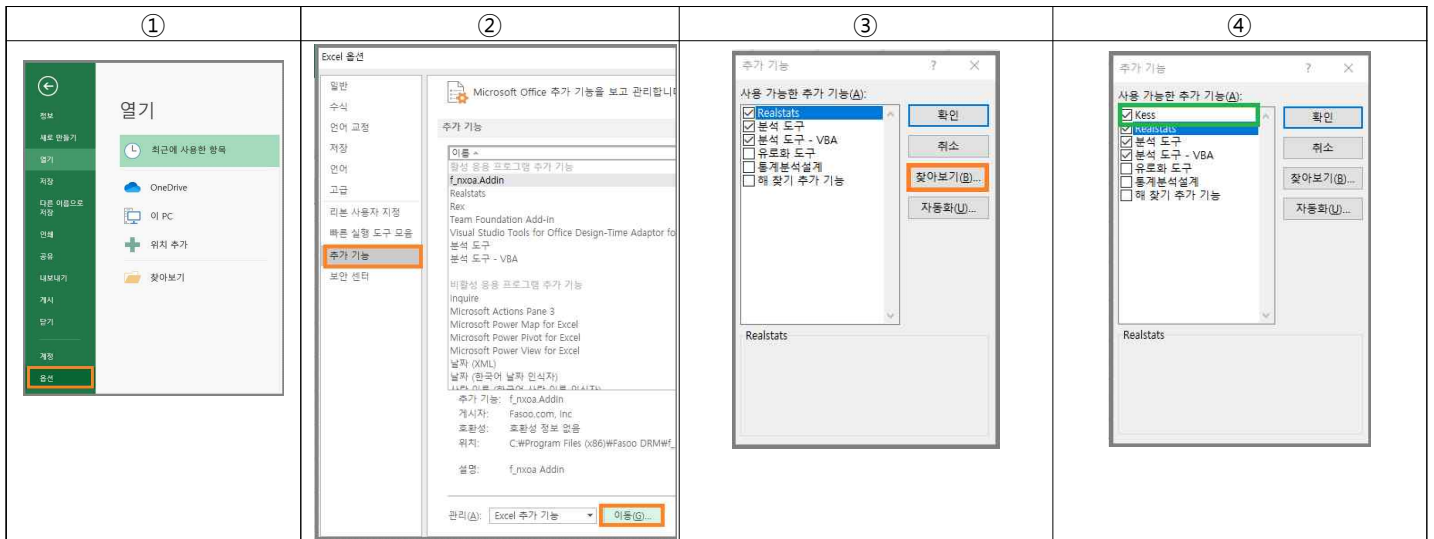 ①
②
③
④
정보
새로 만들기
열기
저장
다른 이름으로
저장
인쇄
공유
내보내기
게시
닫기
계정
옵션
열기
최근에 사용한 항목
OneDrive
이 PC
위치 추가
찾아보기
Excel 옵션
일반
수식
언어 교정
저장
언어
고급
리본 사용자 지정
빠른 실행 도구 모음
추가 기능
보안 센터
Microsoft Office 추가 기능을 보고 관리합니
추가 기능
이름
활성 응용 프로그램 추가 기능
f_nxoa.Addin
Realstats
Rex
Team Foundation Add-in
Visual Studio Tools for Office Design-Time Adaptor fo
분석 도구
분석 도구 - VBA
비활성 응용 프로그램 추가 기능
Inquire
Microsoft Actions Pane 3
Microsoft Power Map for Excel
Microsoft Power Pivot for Excel
Microsoft Power View for Excel
날짜 (XML)
날짜 (한국어 날짜 인식자)
사람 이름 (한국어 사람 이름 인식자)
추가 기능: f_nxoa.Addin
게시자: Fasoo.com, Inc
호환성: 호환성 정보 없음
위치: C:₩Program Files (x86)₩Fasoo DRM₩f_
설명: f_nxoa Addin
관리(A): Excel 추가 기능 이동(G)...
추가 기능 ? ×
사용 가능한 추가 기능(A):
Realstats
분석 도구
분석 도구 - VBA
유로화 도구
통계분석설계
해 찾기 추가 기능
확인
취소
찾아보기(B)...
자동화(U)...
Realstats
추가 기능 ? ×
사용 가능한 추가 기능(A):
Kess
Realstats
분석 도구
분석 도구 - VBA
유로화 도구
통계분석설계
해 찾기 추가 기능
확인
취소
찾아보기(B)...
자동화(U)...
Realstats